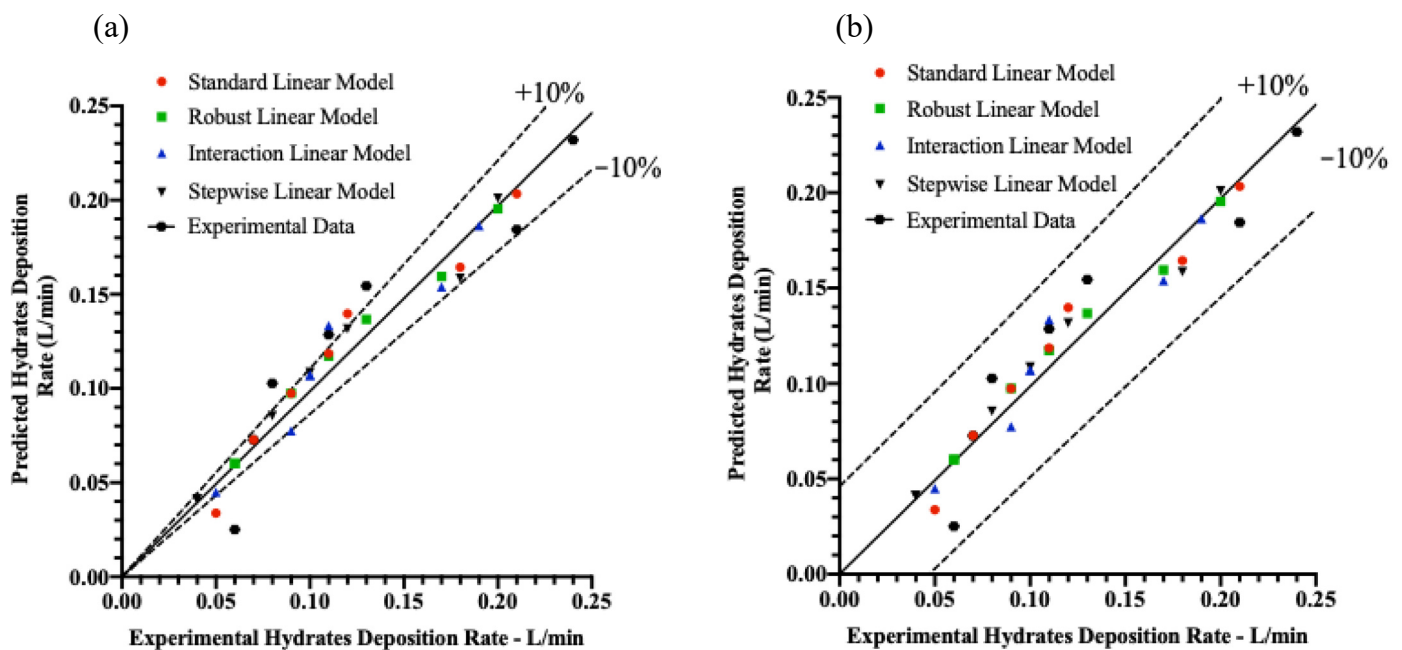 (a)
Standard Linear Model
Robust Linear Model
Interaction Linear Model
Stepwise Linear Model
Experimental Data
+10%
−10%
0.25
0.20
0.15
0.10
0.05
0.00
0.00 0.05 0.10 0.15 0.20 0.25
Predicted Hydrates Deposition
Rate (L/min)
Experimental Hydrates Deposition Rate - L/min
(b)
Standard Linear Model
Robust Linear Model
Interaction Linear Model
Stepwise Linear Model
Experimental Data
+10%
−10%
0.25
0.20
0.15
0.10
0.05
0.00
0.00 0.05 0.10 0.15 0.20 0.25
Predicted Hydrates Deposition
Rate (L/min)
Experimental Hydrates Deposition Rate - L/min